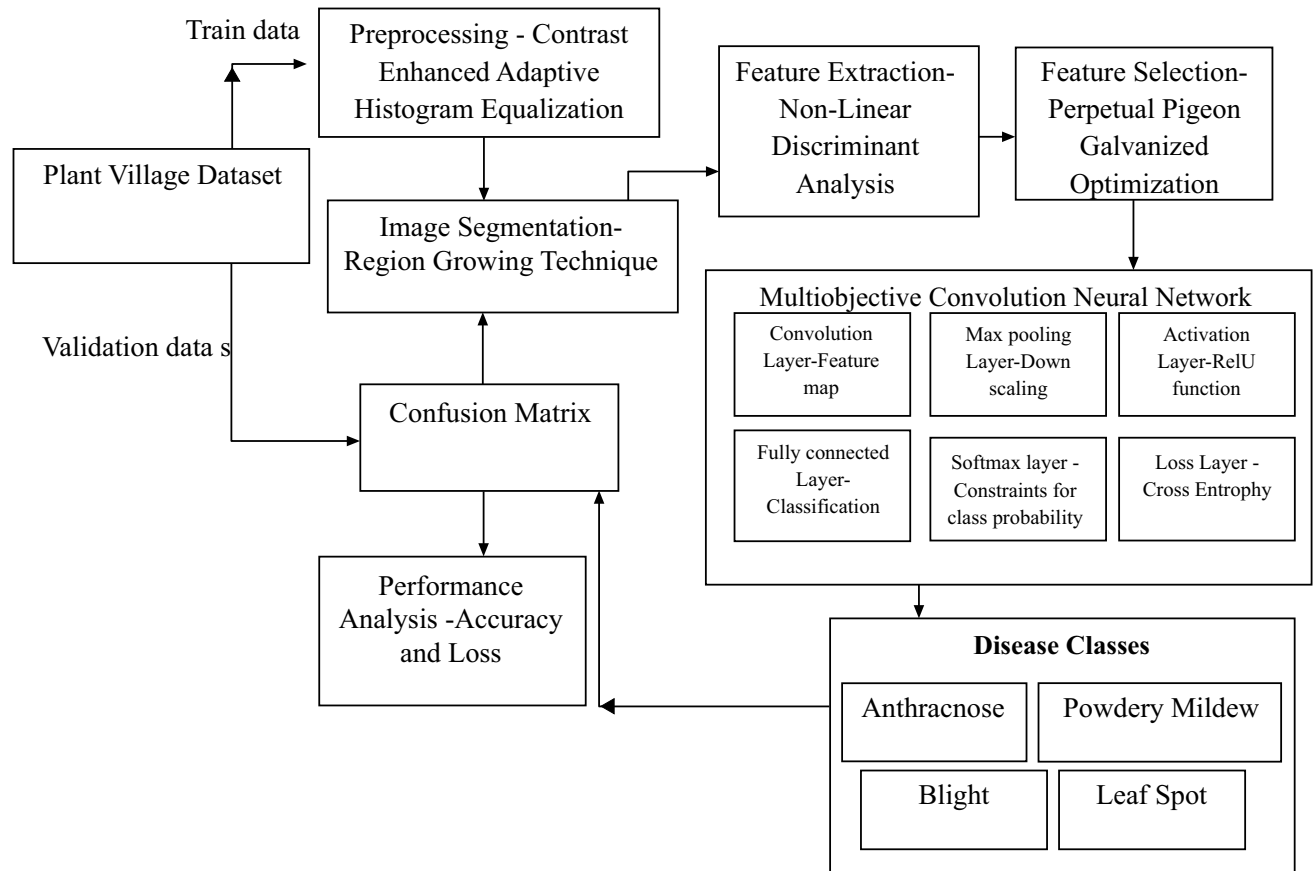 Train data
Preprocessing - Contrast
Enhanced Adaptive
Histogram Equalization
Feature Extraction-
Non-Linear
Discriminant
Analysis
Feature Selection-
Perpetual Pigeon
Galvanized
Optimization
Plant Village Dataset
Image Segmentation-
Region Growing Technique
Multiobjective Convolution Neural Network
Convolution
Layer-Feature
map
Max pooling
Layer-Down
scaling
Activation
Layer-RelU
function
Validation data s
Confusion Matrix
Fully connected
Layer-
Classification
Softmax layer -
Constraints for
class probability
Loss Layer -
Cross Entrophy
Performance
Analysis -Accuracy
and Loss
Disease Classes
Anthracnose
Powdery Mildew
Blight
Leaf Spot